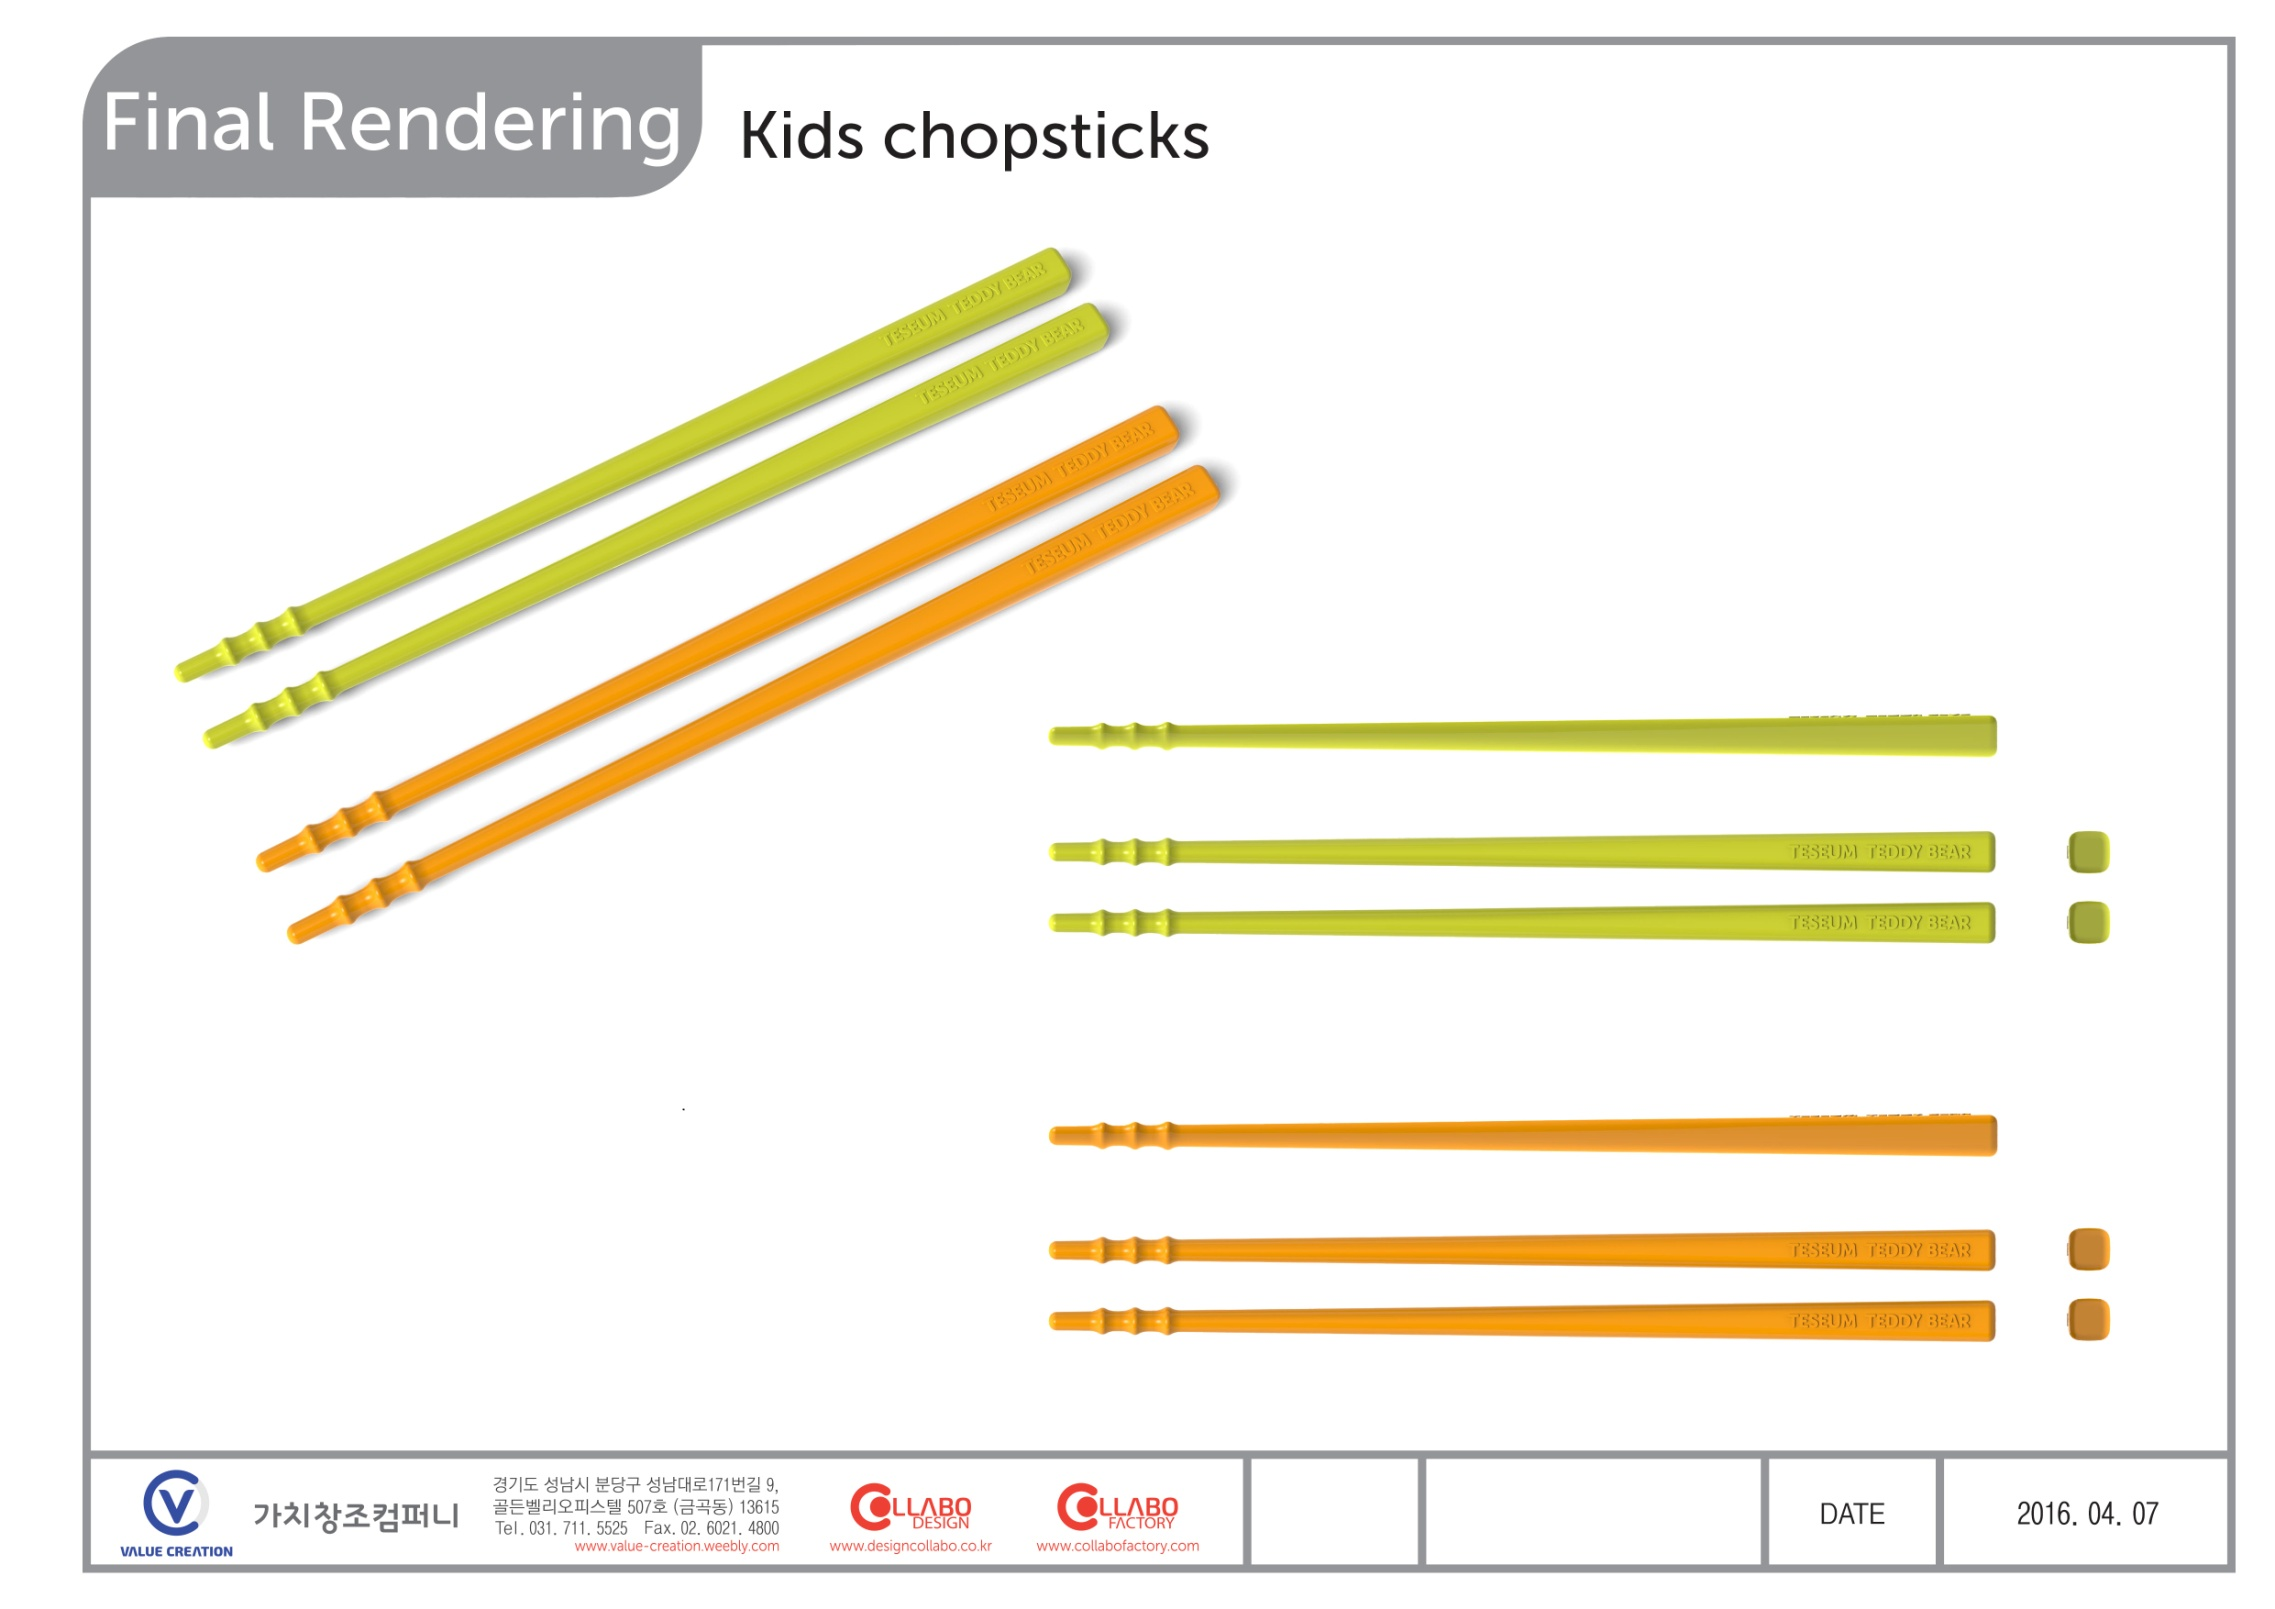 Final Rendering
Kids chopsticks
TESEUM TEDDY BEAR
TESEUM TEDDY BEAR
TESEUM TEDDY BEAR
TESEUM TEDDY BEAR
TESEUM TEDDY BEAR
TESEUM TEDDY BEAR
TESEUM TEDDY BEAR
TESEUM TEDDY BEAR
VALUE CREATION
가치창조컴퍼니
경기도 성남시 분당구 성남대로171번길 9,
골든벨리오피스텔 507호 (금곡동) 13615
Tel. 031. 711. 5525 Fax. 02. 6021. 4800
www.value-creation.weebly.com
COLLABO
DESIGN
www.designcollabo.co.kr
COLLABO
FACTORY
www.collabofactory.com
DATE
2016. 04. 07